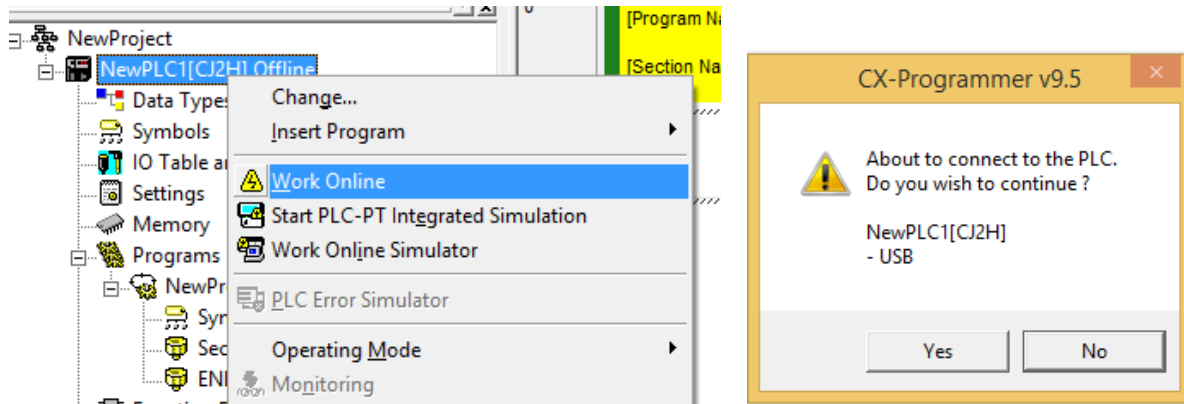 0
[Program Na
NewProject
NewPLC1[CJ2H] Offline
[Section Na
Data Types
Change...
Symbols
Insert Program
IO Table a
Settings
Work Online
Memory
Start PLC-PT Integrated Simulation
Programs
Work Online Simulator
NewPr
PLC Error Simulator
Syr
Sec
Operating Mode
EN
Monitoring
CX-Programmer v9.5
About to connect to the PLC.
Do you wish to continue ?
NewPLC1[CJ2H]
- USB
Yes
No